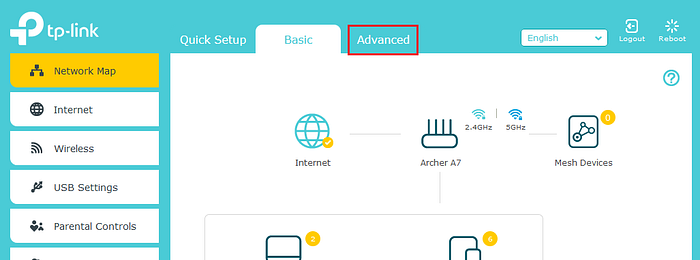 tp-link
Quick Setup Basic Advanced
English
Logout Reboot
Network Map
Internet
Wireless
USB Settings
Parental Controls
2.4GHz 5GHz
0
Internet Archer A7 Mesh Devices
2 6